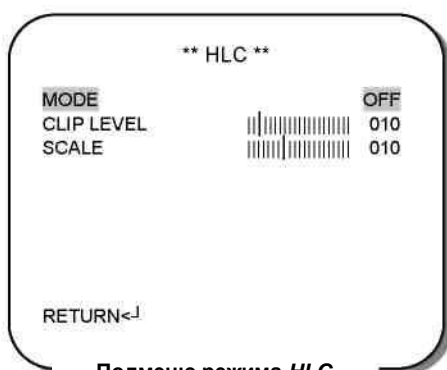 ** HLC **
MODE OFF
CLIP LEVEL 010
SCALE 010
RETURN<┘
Подменю режима HLC